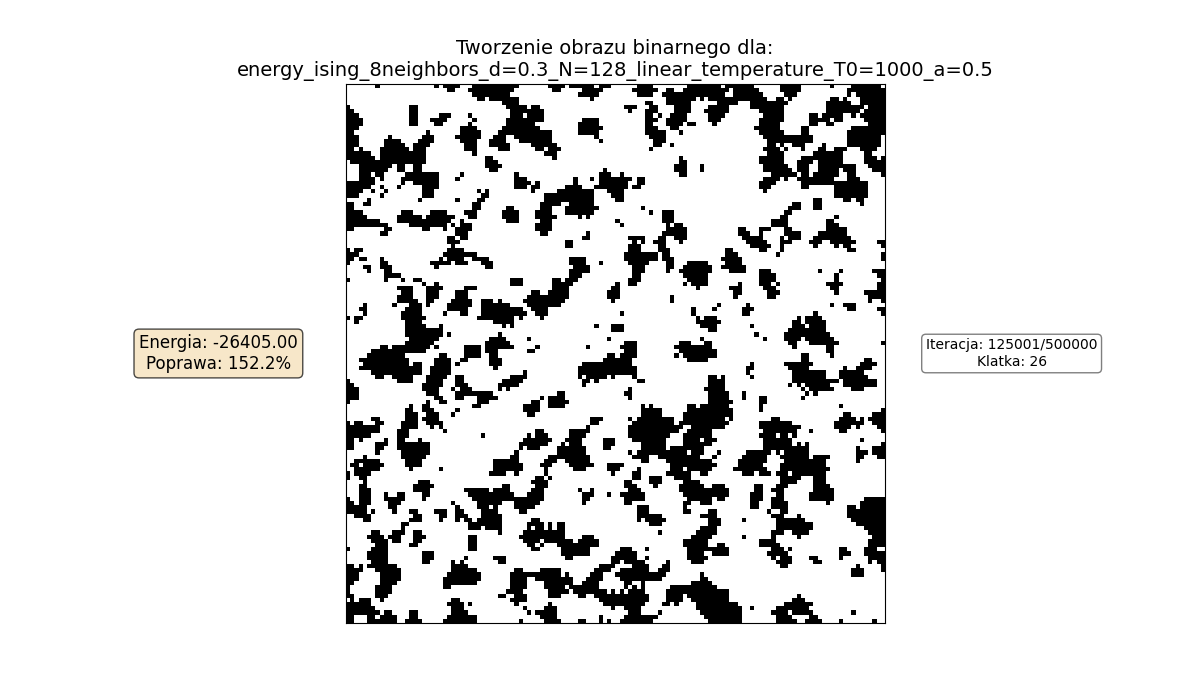 Tworzenie obrazu binarnego dla:
energy_ising_8neighbors_d=0.3_N=128_linear_temperature_T0=1000_a=0.5
Energia: -26405.00
Poprawa: 152.2%
Iteracja: 125001/500000
Klatka: 26